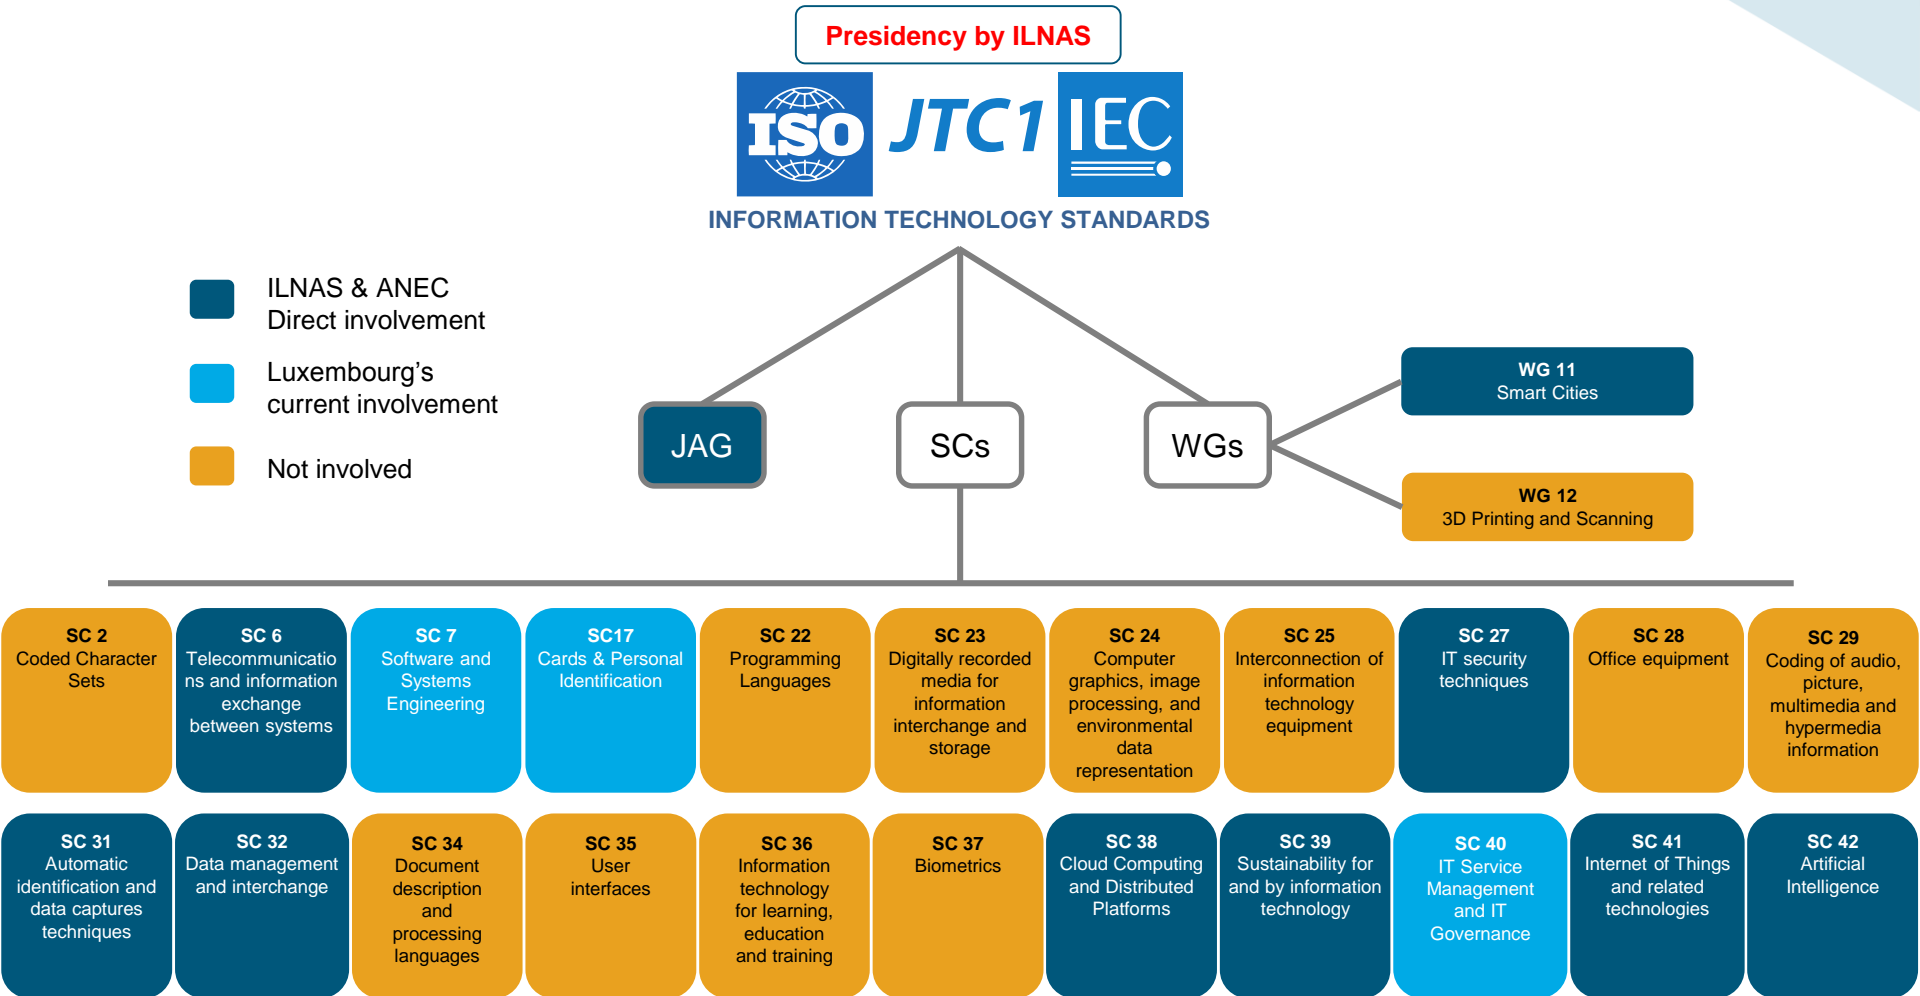 Presidency by ILNAS
ISO
JTC1
IEC
INFORMATION TECHNOLOGY STANDARDS
ILNAS & ANEC
Direct involvement
Luxembourg’s
current involvement
Not involved
JAG
SCs
WGs
WG 11
Smart Cities
WG 12
3D Printing and Scanning
SC 2
Coded Character
Sets
SC 6
Telecommunicatio
ns and information
exchange
between systems
SC 7
Software and
Systems
Engineering
SC17
Cards & Personal
Identification
SC 22
Programming
Languages
SC 23
Digitally recorded
media for
information
interchange and
storage
SC 24
Computer
graphics, image
processing, and
environmental
data
representation
SC 25
Interconnection of
information
technology
equipment
SC 27
IT security
techniques
SC 28
Office equipment
SC 29
Coding of audio,
picture,
multimedia and
hypermedia
information
SC 31
Automatic
identification and
data captures
techniques
SC 32
Data management
and interchange
SC 34
Document
description
and
processing
languages
SC 35
User
interfaces
SC 36
Information
technology
for learning,
education
and training
SC 37
Biometrics
SC 38
Cloud Computing
and Distributed
Platforms
SC 39
Sustainability for
and by information
technology
SC 40
IT Service
Management
and IT
Governance
SC 41
Internet of Things
and related
technologies
SC 42
Artificial
Intelligence